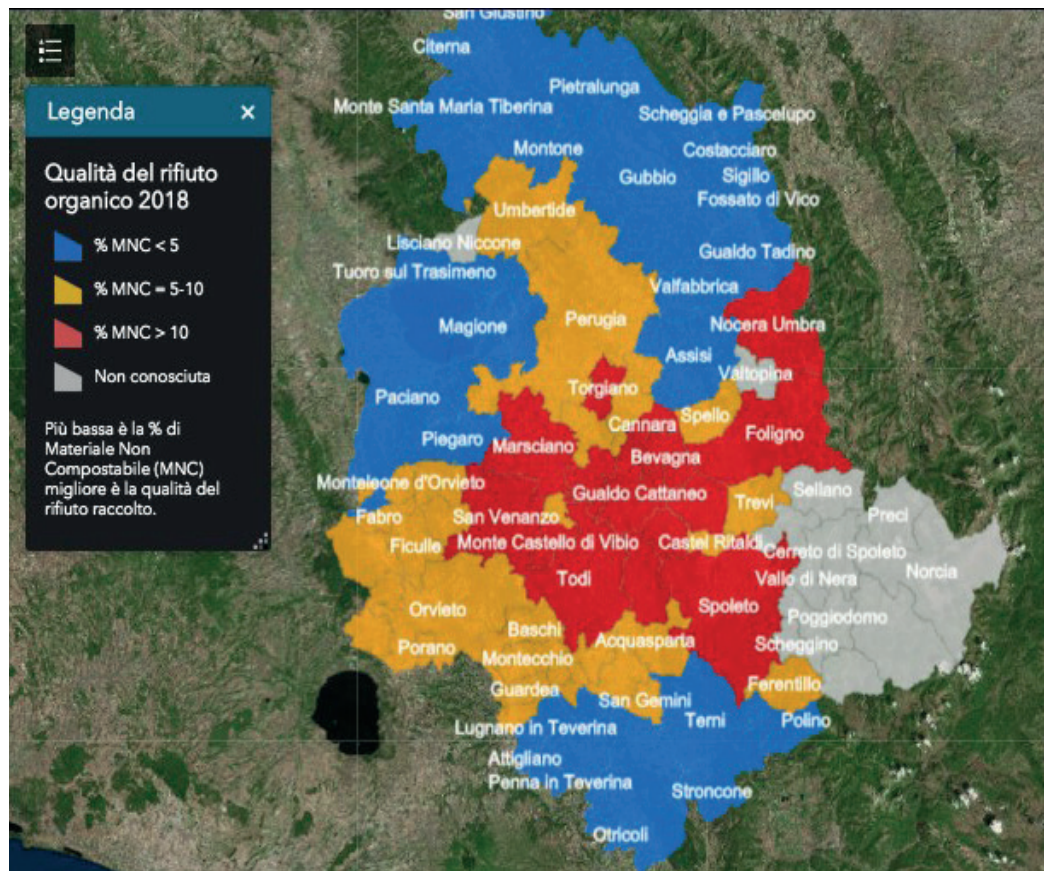 Legenda
Qualità del rifiuto
organico 2018
% MNC < 5
% MNC = 5-10
% MNC > 10
Non conosciuta
Più bassa è la % di
Materiale Non
Compostabile (MNC)
migliore è la qualità del
rifiuto raccolto.
San Giustino
Citerna
Pietralunga
Monte Santa Maria Tiberina
Scheggia e Pascelupo
Montone
Costacciaro
Gubbio
Sigillo
Fossato di Vico
Umbertide
Lisciano Niccone
Gualdo Tadino
Tuoro sul Trasimeno
Valfabbrica
Magione
Perugia
Nocera Umbra
Assisi
Valtopina
Torgiano
Paciano
Spello
Cannara
Foligno
Piegaro
Marsciano
Bevagna
Monteleone d'Orvieto
Gualdo Cattaneo
Sellano
Trevi
Preci
Fabro
San Venanzo
Ficulle
Monte Castello di Vibio
Castel Ritaldi
Cerreto di Spoleto
Norcia
Todi
Vallo di Nera
Orvieto
Spoleto
Poggiodomo
Baschi
Acquasparta
Scheggino
Porano
Montecchio
Guardea
Ferentillo
San Gemini
Lugnano in Teverina
Terni
Polino
Attigliano
Penna in Teverina
Stroncone
Otricoli